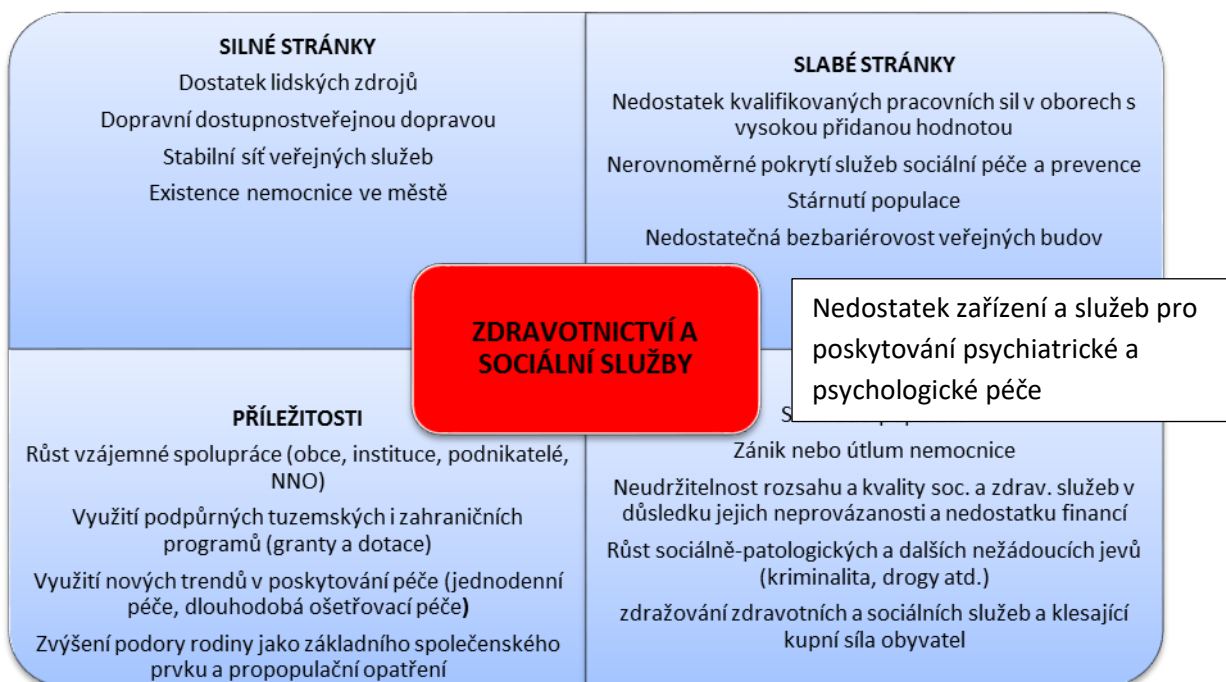 SILNÉ STRÁNKY
Dostatek lidských zdrojů
Dopravní dostupnostveřejnou dopravou
Stabilní síť veřejných služeb
Existence nemocnice ve městě
SLABÉ STRÁNKY
Nedostatek kvalifikovaných pracovních sil v oborech s
vysokou přidanou hodnotou
Nerovnoměrné pokrytí služeb sociální péče a prevence
Stárnutí populace
Nedostatečná bezbariérovost veřejných budov
Nedostatek zařízení a služeb pro
poskytování psychiatrické a
psychologické péče
ZDRAVOTNICTVÍ A
SOCIÁLNÍ SLUŽBY
PŘÍLEŽITOSTI
Růst vzájemné spolupráce (obce, instituce, podnikatelé,
NNO)
Využití podpůrných tuzemských i zahraničních
programů (granty a dotace)
Využití nových trendů v poskytování péče (jednodenní
péče, dlouhodobá ošetřovací péče)
Zvýšení podory rodiny jako základního společenského
prvku a propopulační opatření
Zánik nebo útlum nemocnice
Neudržitelnost rozsahu a kvality soc. a zdrav. služeb v
důsledku jejich neprovázanosti a nedostatku financí
Růst sociálně-patologických a dalších nežádoucích jevů
(kriminalita, drogy atd.)
zdražování zdravotních a sociálních služeb a klesající
kupní síla obyvatel